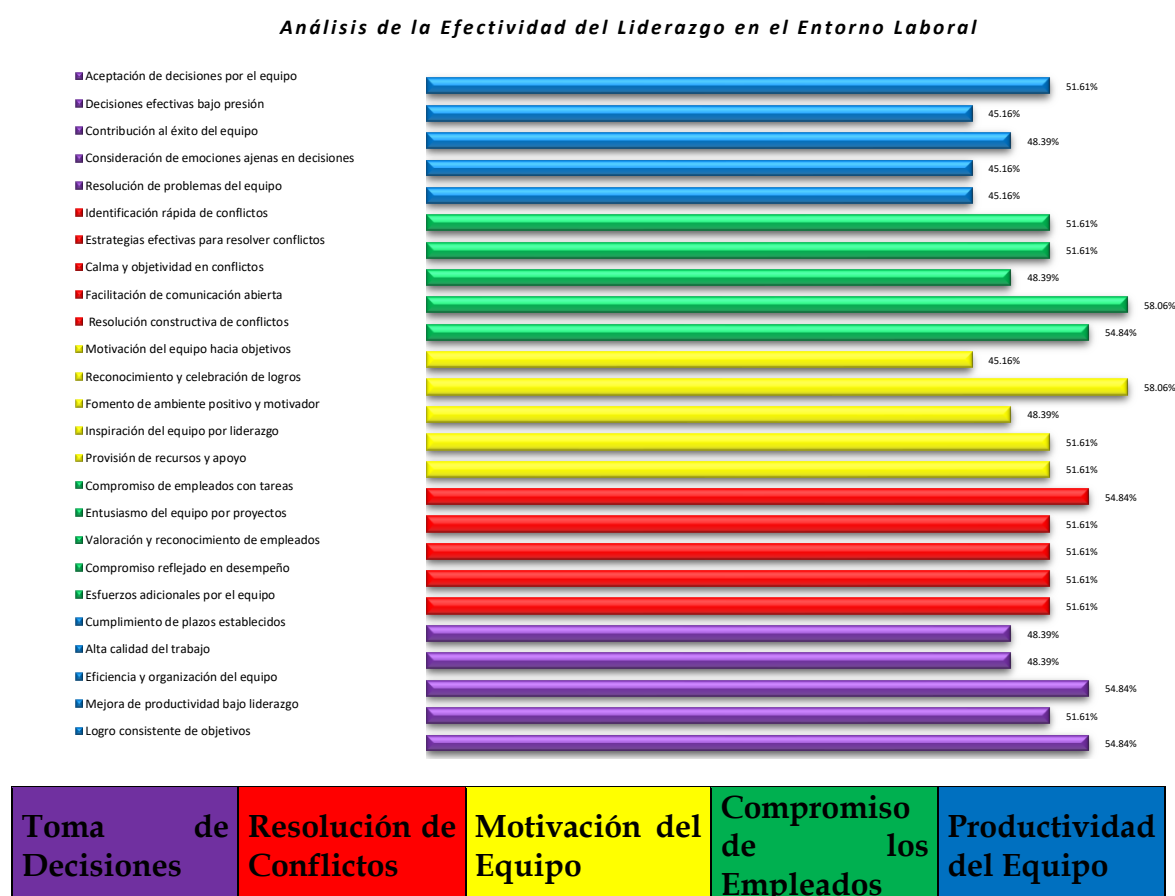 Análisis de la Efectividad del Liderazgo en el Entorno Laboral
Aceptación de decisiones por el equipo
Decisiones efectivas bajo presión
Contribución al éxito del equipo
Consideración de emociones ajenas en decisiones
Resolución de problemas del equipo
Identificación rápida de conflictos
Estrategias efectivas para resolver conflictos
Calma y objetividad en conflictos
Facilitación de comunicación abierta
Resolución constructiva de conflictos
Motivación del equipo hacia objetivos
Reconocimiento y celebración de logros
Fomento de ambiente positivo y motivador
Inspiración del equipo por liderazgo
Provisión de recursos y apoyo
Compromiso de empleados con tareas
Entusiasmo del equipo por proyectos
Valoración y reconocimiento de empleados
Compromiso reflejado en desempeño
Esfuerzos adicionales por el equipo
Cumplimiento de plazos establecidos
Alta calidad del trabajo
Eficiencia y organización del equipo
Mejora de productividad bajo liderazgo
Logro consistente de objetivos
51.61%
45.16%
48.39%
45.16%
45.16%
51.61%
51.61%
48.39%
58.06%
54.84%
45.16%
58.06%
48.39%
51.61%
51.61%
54.84%
51.61%
51.61%
51.61%
51.61%
48.39%
48.39%
54.84%
51.61%
54.84%
Toma de
Decisiones
Resolución de
Conflictos
Motivación del
Equipo
Compromiso
de los
Empleados
Productividad
del Equipo